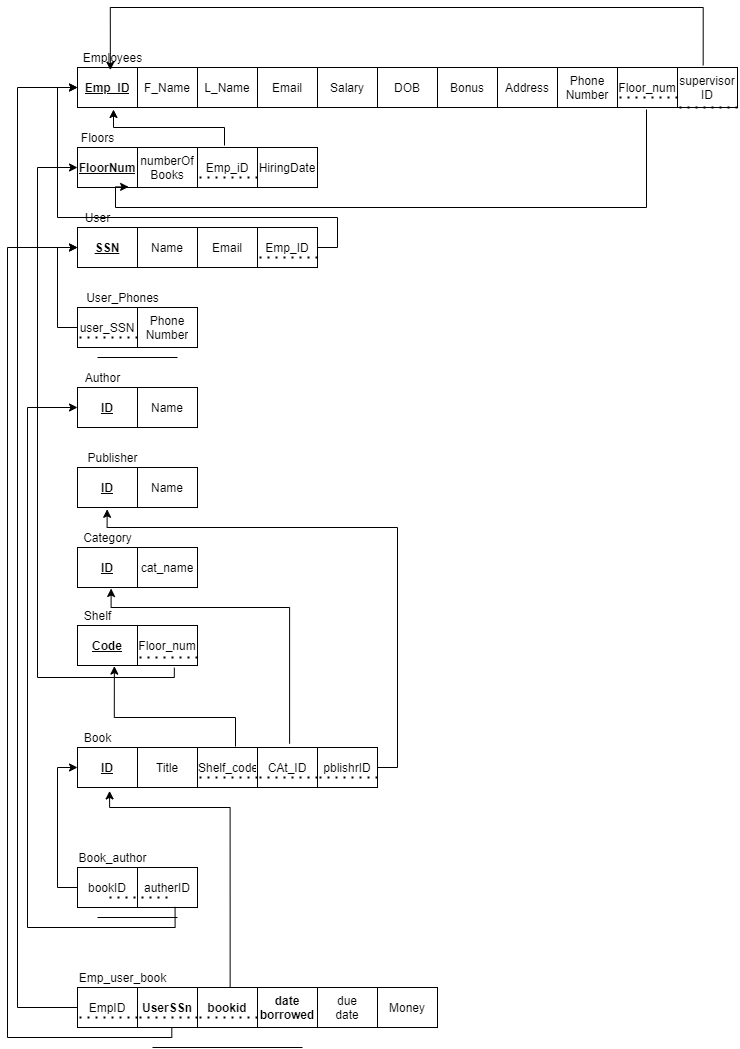 Employees
Emp_ID F_Name L_Name Email Salary DOB Bonus Address Phone Number Floor_num supervisor ID
Floors
FloorNum numberOf Books Emp_iD HiringDate
User
SSN Name Email Emp_ID
User_Phones
user_SSN Phone Number
Author
ID Name
Publisher
ID Name
Category
ID cat_name
Shelf
Code Floor_num
Book
ID Title Shelf_code CAt_ID pblishrID
Book_author
bookID autherID
Emp_user_book
EmpID UserSSn bookid date borrowed due date Money